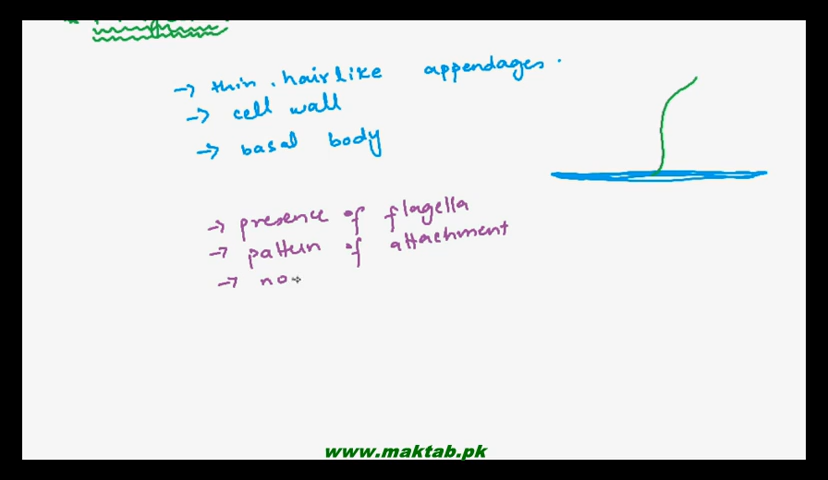 → thin, hairlike appendages.
→ cell wall
→ basal body
→ presence of flagella
→ pattern of attachment
→ no
www.maktab.pk